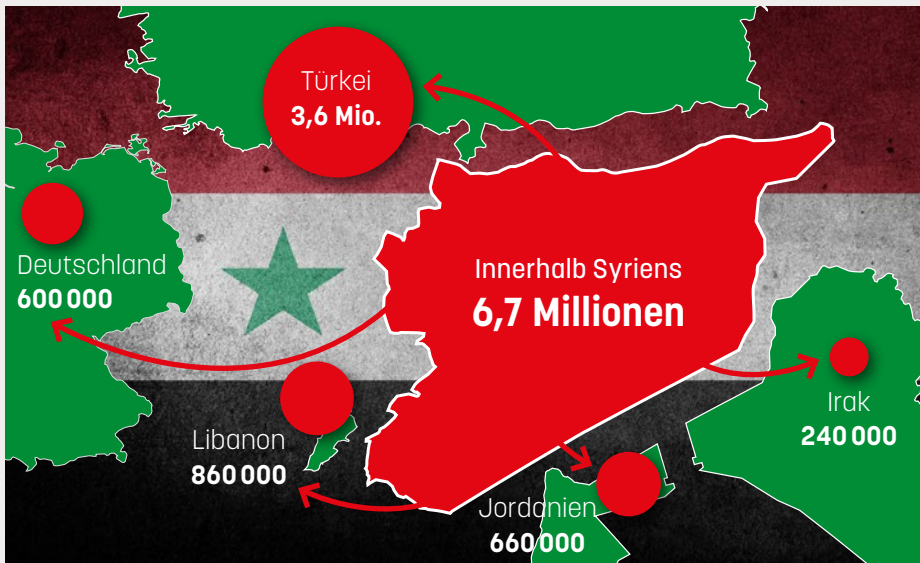 Türkei
3,6 Mio.
Deutschland
600 000
Innerhalb Syriens
6,7 Millionen
Libanon
860 000
Irak
240 000
Jordanien
660 000